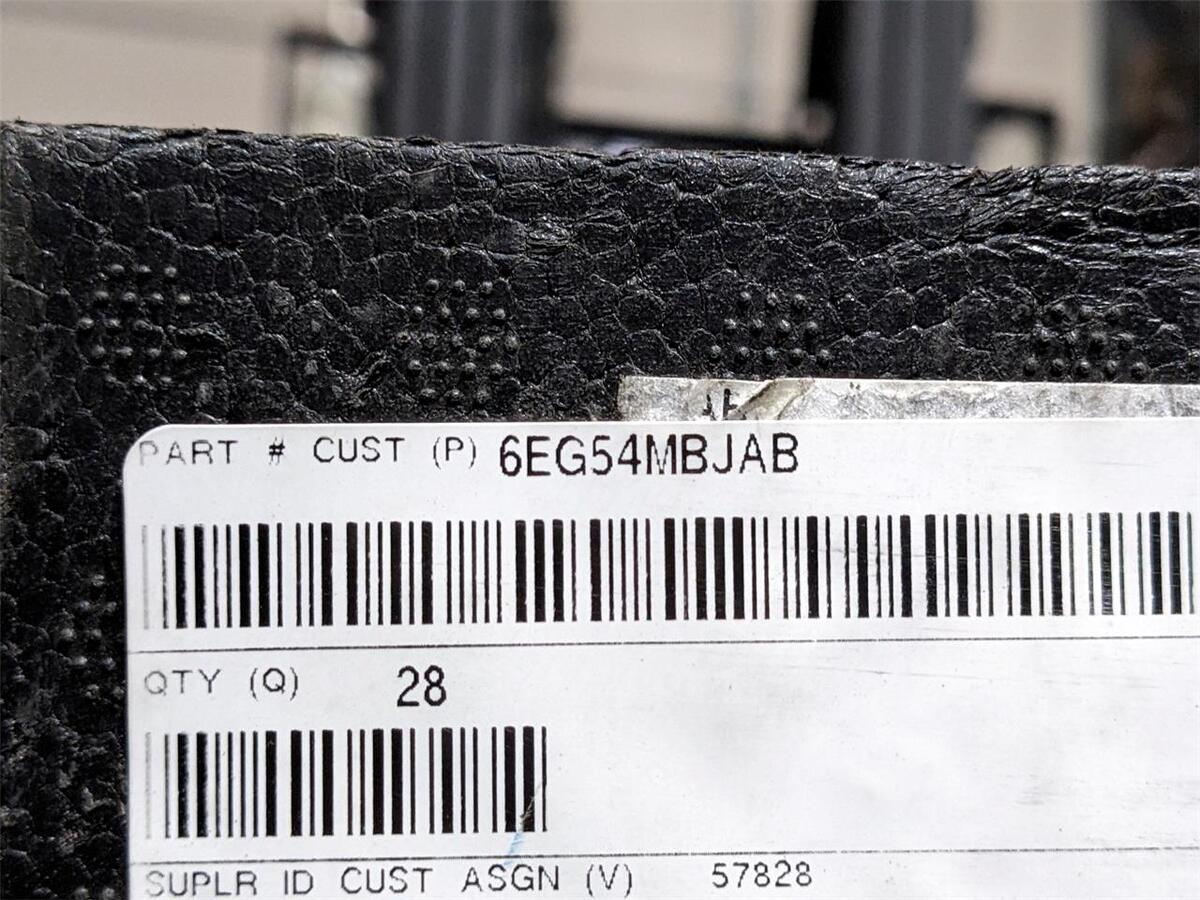 PART # CUST (P) 6EG54MBJAB
QTY (Q) 28
SUPLR ID CUST ASGN (V) 57828